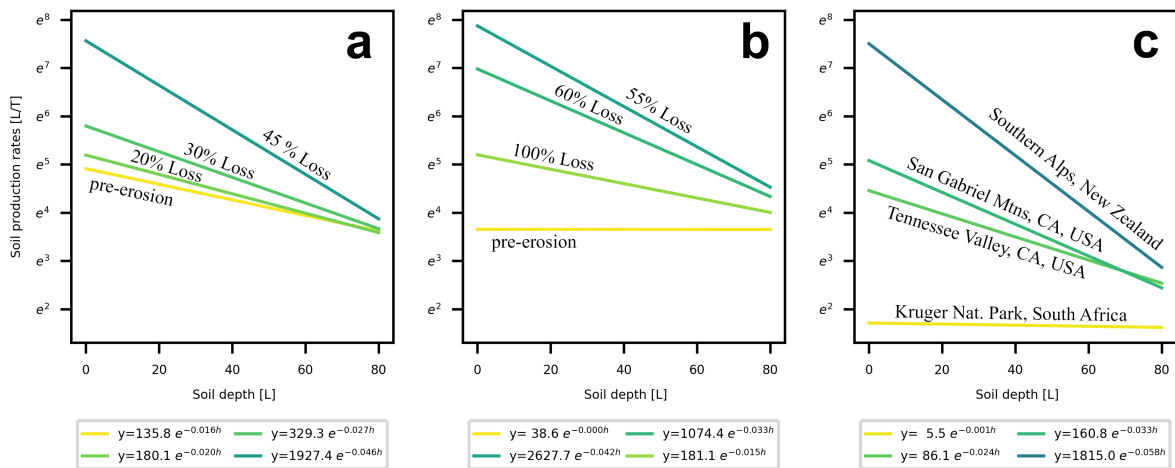 a
b
c
Soil production rates [L/T]
e^8
e^7
e^6
e^5
e^4
e^3
e^2
45 % Loss
30% Loss
20% Loss
pre-erosion
0 20 40 60 80
Soil depth [L]
y=135.8 e^{−0.016h} y=329.3 e^{−0.027h}
y=180.1 e^{−0.020h} y=1927.4 e^{−0.046h}
e^8
e^7
e^6
e^5
e^4
e^3
e^2
55% Loss
60% Loss
100% Loss
pre-erosion
0 20 40 60 80
Soil depth [L]
y= 38.6 e^{−0.000h} y=1074.4 e^{−0.033h}
y=2627.7 e^{−0.042h} y=181.1 e^{−0.015h}
e^8
e^7
e^6
e^5
e^4
e^3
e^2
Southern Alps, New Zealand
San Gabriel Mtns, CA, USA
Tennessee Valley, CA, USA
Kruger Nat. Park, South Africa
0 20 40 60 80
Soil depth [L]
y= 5.5 e^{−0.001h} y=160.8 e^{−0.033h}
y= 86.1 e^{−0.024h} y=1815.0 e^{−0.058h}